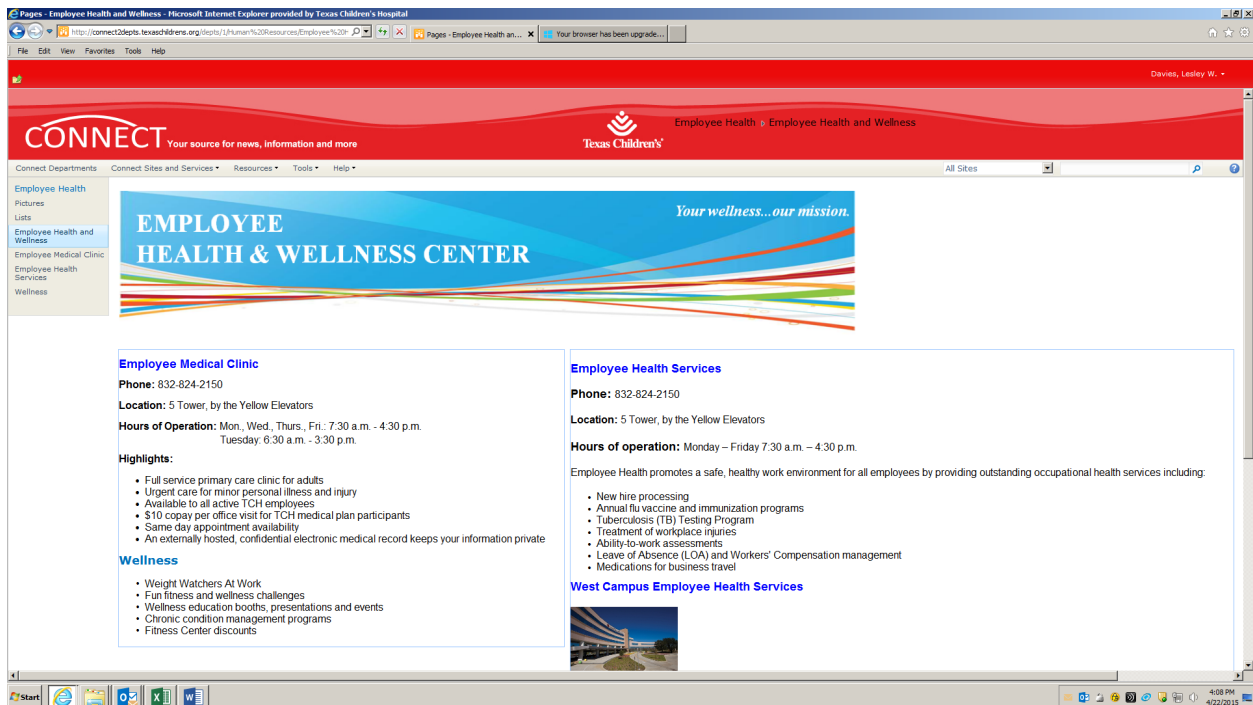 Pages - Employee Health and Wellness - Microsoft Internet Explorer provided by Texas Children's Hospital
http://connect2depts.texaschildrens.org/depts/1/Human%20Resources/Employee%20H
Pages - Employee Health an...
Your browser has been upgrade...
File Edit View Favorites Tools Help
Davies, Lesley W.
CONNECT Your source for news, information and more
Texas Children's
Employee Health Employee Health and Wellness
Connect Departments Connect Sites and Services Resources Tools Help
All Sites
Employee Health
Pictures
Lists
Employee Health and
Wellness
Employee Medical Clinic
Employee Health
Services
Wellness
Your wellness...our mission.
EMPLOYEE
HEALTH & WELLNESS CENTER
Employee Medical Clinic
Phone: 832-824-2150
Location: 5 Tower, by the Yellow Elevators
Hours of Operation: Mon., Wed., Thurs., Fri.: 7:30 a.m. - 4:30 p.m.
Tuesday: 6:30 a.m. - 3:30 p.m.
Highlights:
• Full service primary care clinic for adults
• Urgent care for minor personal illness and injury
• Available to all active TCH employees
• $10 copay per office visit for TCH medical plan participants
• Same day appointment availability
• An externally hosted, confidential electronic medical record keeps your information private
Wellness
• Weight Watchers At Work
• Fun fitness and wellness challenges
• Wellness education booths, presentations and events
• Chronic condition management programs
• Fitness Center discounts
Employee Health Services
Phone: 832-824-2150
Location: 5 Tower, by the Yellow Elevators
Hours of operation: Monday – Friday 7:30 a.m. – 4:30 p.m.
Employee Health promotes a safe, healthy work environment for all employees by providing outstanding occupational health services including:
• New hire processing
• Annual flu vaccine and immunization programs
• Tuberculosis (TB) Testing Program
• Treatment of workplace injuries
• Ability-to-work assessments
• Leave of Absence (LOA) and Workers' Compensation management
• Medications for business travel
West Campus Employee Health Services
Start
4:08 PM
4/22/2015